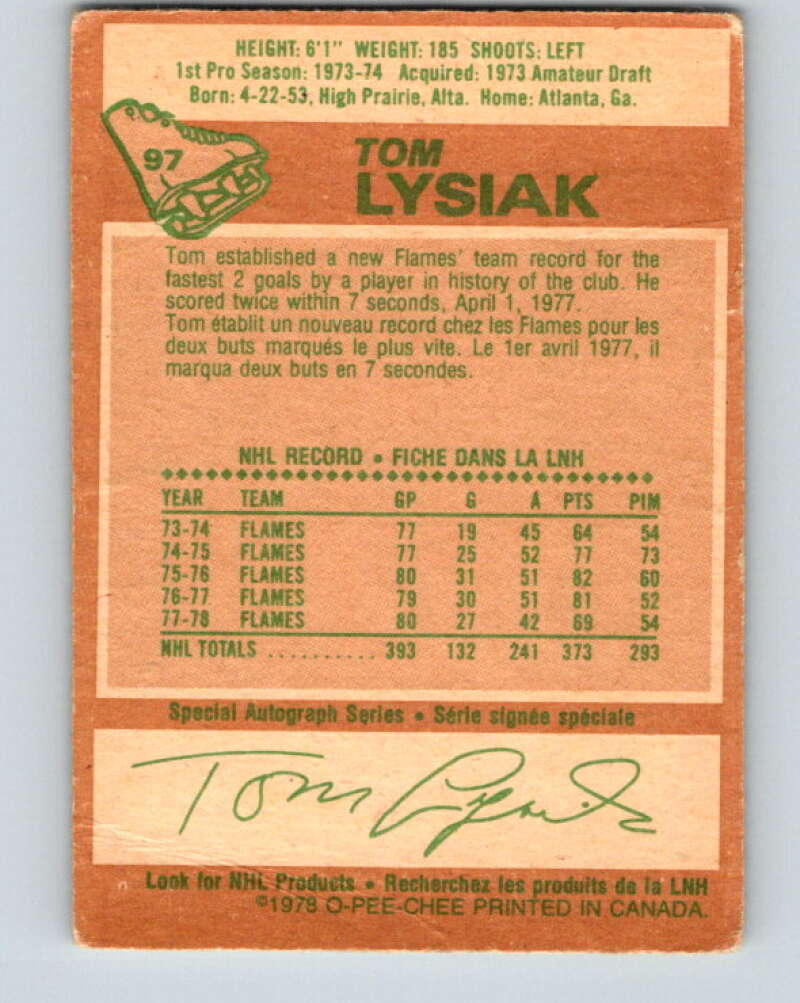 HEIGHT: 6'1" WEIGHT: 185 SHOOTS: LEFT
1st Pro Season: 1973-74 Acquired: 1973 Amateur Draft
Born: 4-22-53, High Prairie, Alta. Home: Atlanta, Ga.
97
TOM
LYSIAK
Tom established a new Flames' team record for the
fastest 2 goals by a player in history of the club. He
scored twice within 7 seconds, April 1, 1977.
Tom établit un nouveau record chez les Flames pour les
deux buts marqués le plus vite. Le 1er avril 1977, il
marqua deux buts en 7 secondes.
NHL RECORD • FICHE DANS LA LNH
YEAR TEAM GP G A PTS PIM
73-74 FLAMES 77 19 45 64 54
74-75 FLAMES 77 25 52 77 73
75-76 FLAMES 80 31 51 82 60
76-77 FLAMES 79 30 51 81 52
77-78 FLAMES 80 27 42 69 54
NHL TOTALS .......... 393 132 241 373 293
Special Autograph Series • Série signée spéciale
Tom Lysiak
Look for NHL Products • Recherchez les produits de la LNH
©1978 O-PEE-CHEE PRINTED IN CANADA.